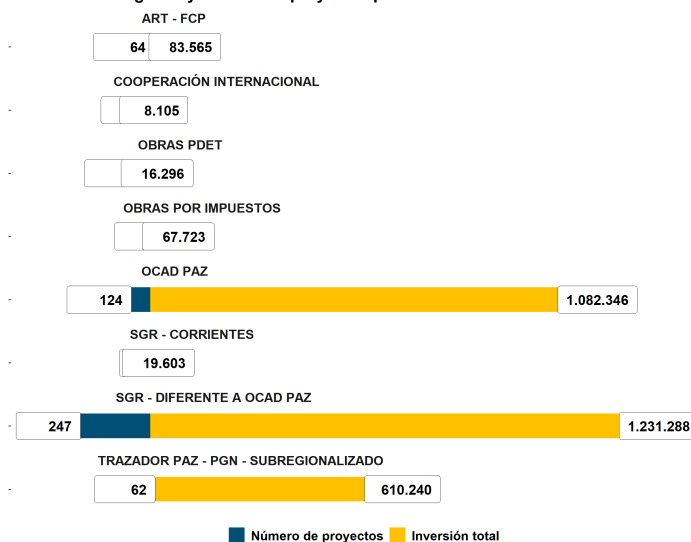 ART - FCP
64 83.565
COOPERACIÓN INTERNACIONAL
8.105
OBRAS PDET
16.296
OBRAS POR IMPUESTOS
67.723
OCAD PAZ
124 1.082.346
SGR - CORRIENTES
19.603
SGR - DIFERENTE A OCAD PAZ
247 1.231.288
TRAZADOR PAZ - PGN - SUBREGIONALIZADO
62 610.240
Número de proyectos Inversión total